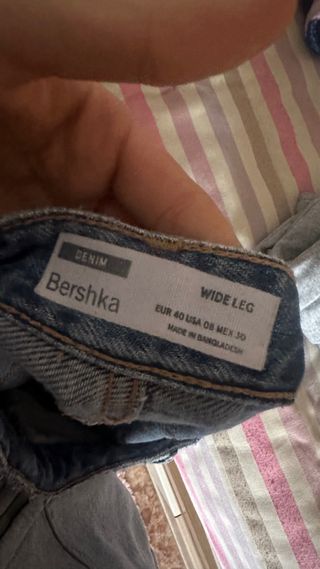 DENIM
Bershka
WIDE LEG
EUR 40 USA 08 MEX 30
MADE IN BANGLADESH